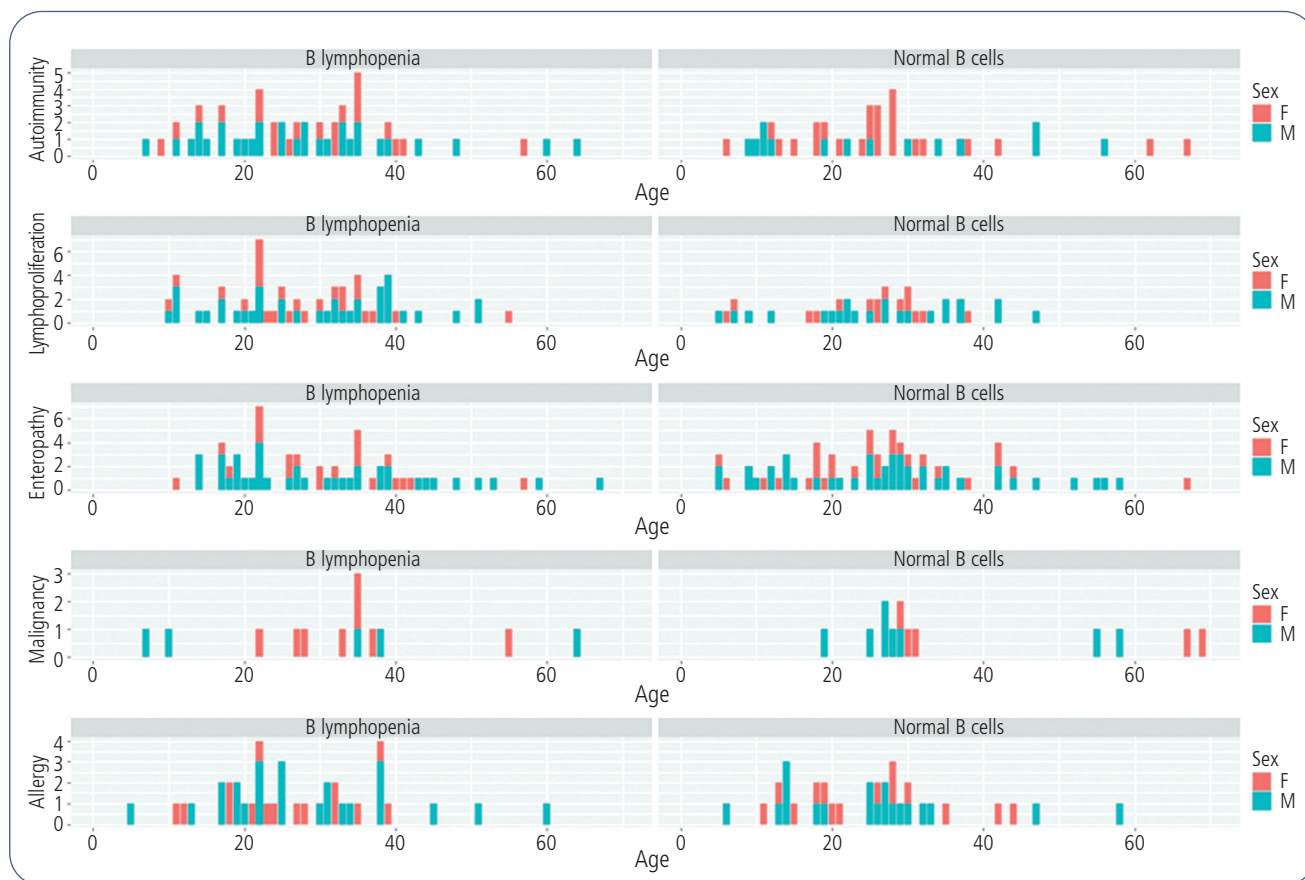 B lymphopenia Normal B cells
Autoimmunity
5
4
3
2
1
0
0 20 40 60 0 20 40 60
Age
Sex
F
M
B lymphopenia Normal B cells
Lymphoproliferation
6
4
2
0
0 20 40 60 0 20 40 60
Age
Sex
F
M
B lymphopenia Normal B cells
Enteropathy
6
4
2
0
0 20 40 60 0 20 40 60
Age
Sex
F
M
B lymphopenia Normal B cells
Malignancy
3
2
1
0
0 20 40 60 0 20 40 60
Age
Sex
F
M
B lymphopenia Normal B cells
Allergy
4
3
2
1
0
0 20 40 60 0 20 40 60
Age
Sex
F
M